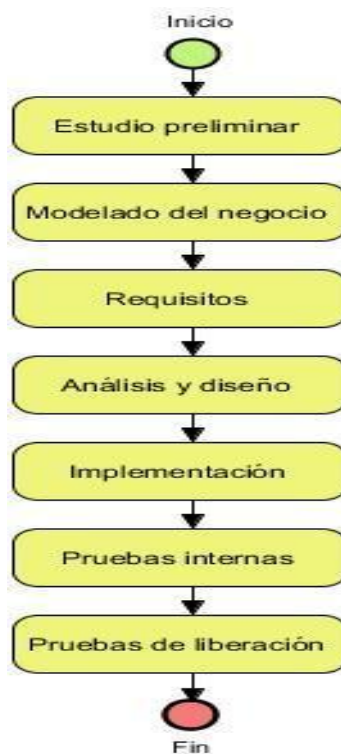 Inicio
Estudio preliminar
Modelado del negocio
Requisitos
Análisis y diseño
Implementación
Pruebas internas
Pruebas de liberación
Fin